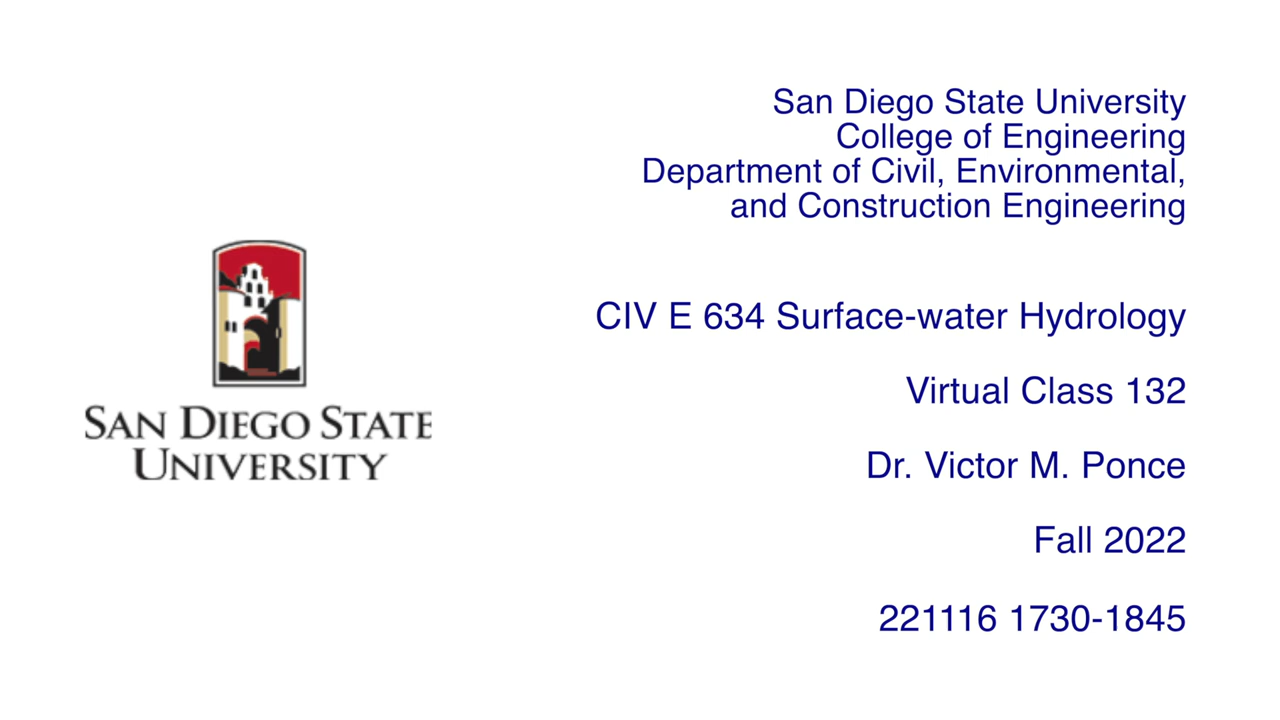 San Diego State University
College of Engineering
Department of Civil, Environmental,
and Construction Engineering
CIV E 634 Surface-water Hydrology
Virtual Class 132
Dr. Victor M. Ponce
Fall 2022
221116 1730-1845
SAN DIEGO STATE
UNIVERSITY